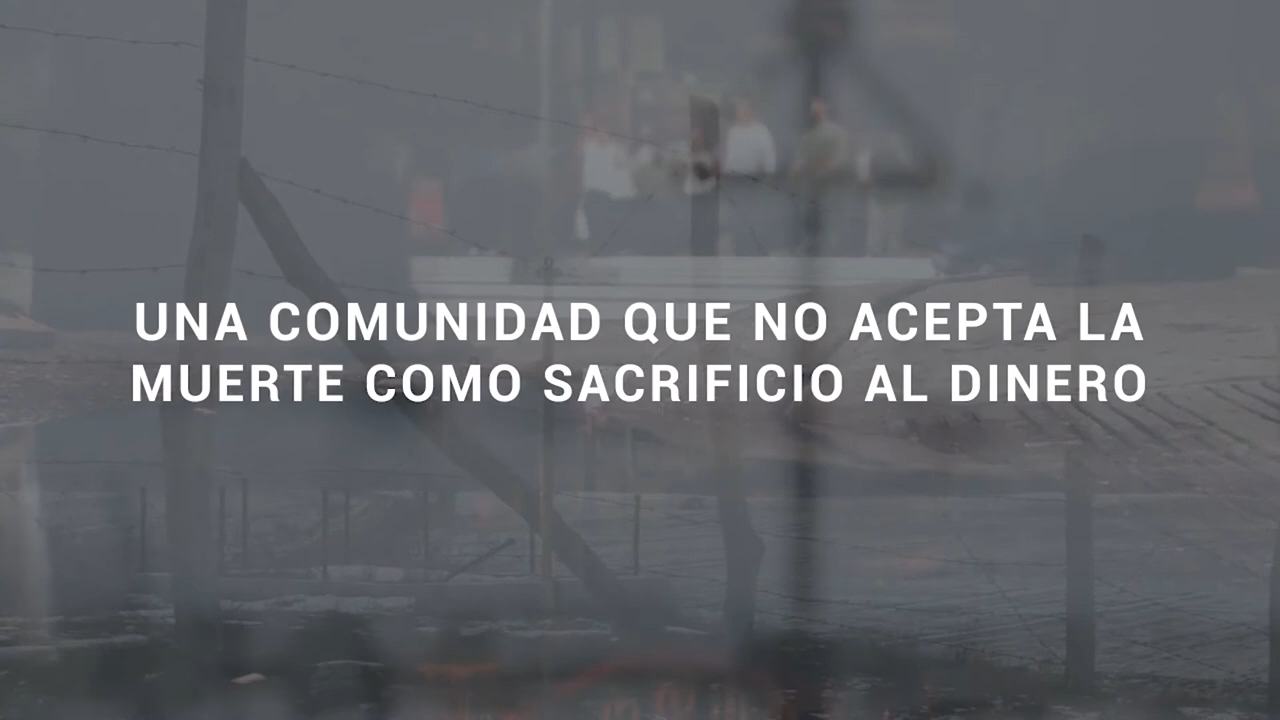 UNA COMUNIDAD QUE NO ACEPTA LA
MUERTE COMO SACRIFICIO AL DINERO